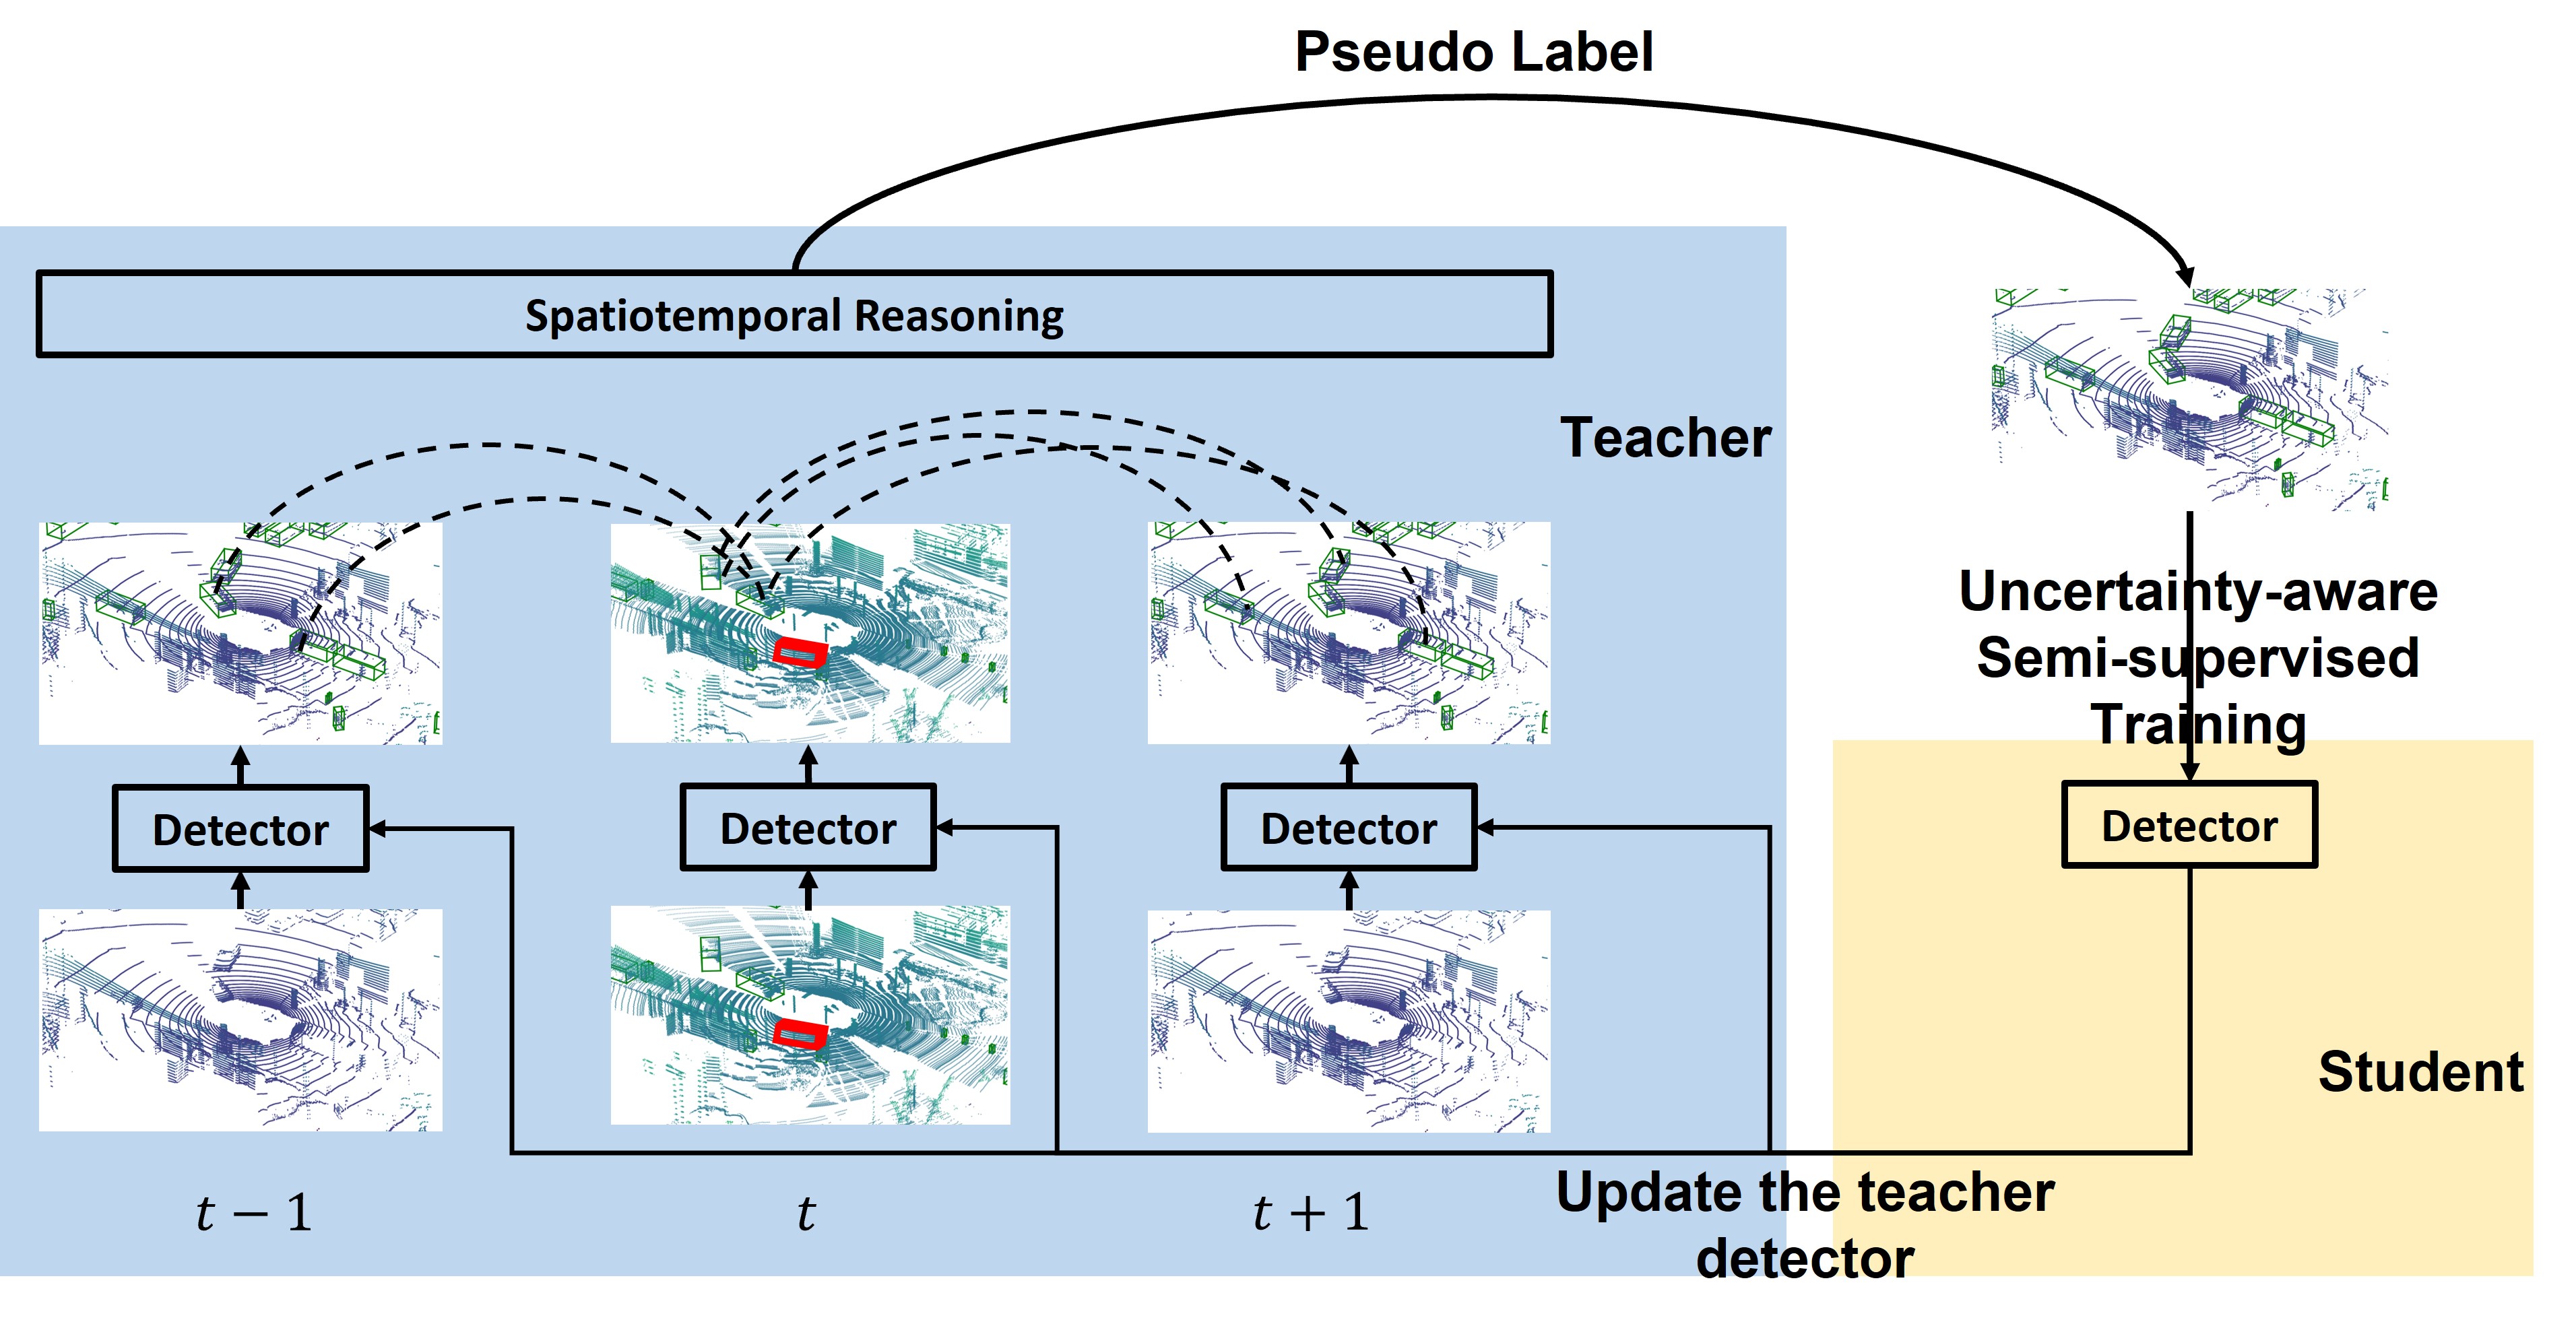 Pseudo Label
Spatiotemporal Reasoning
Teacher
Uncertainty-aware
Semi-supervised
Training
Detector
Detector
Detector
Detector
Student
Update the teacher
detector
t − 1
t
t + 1